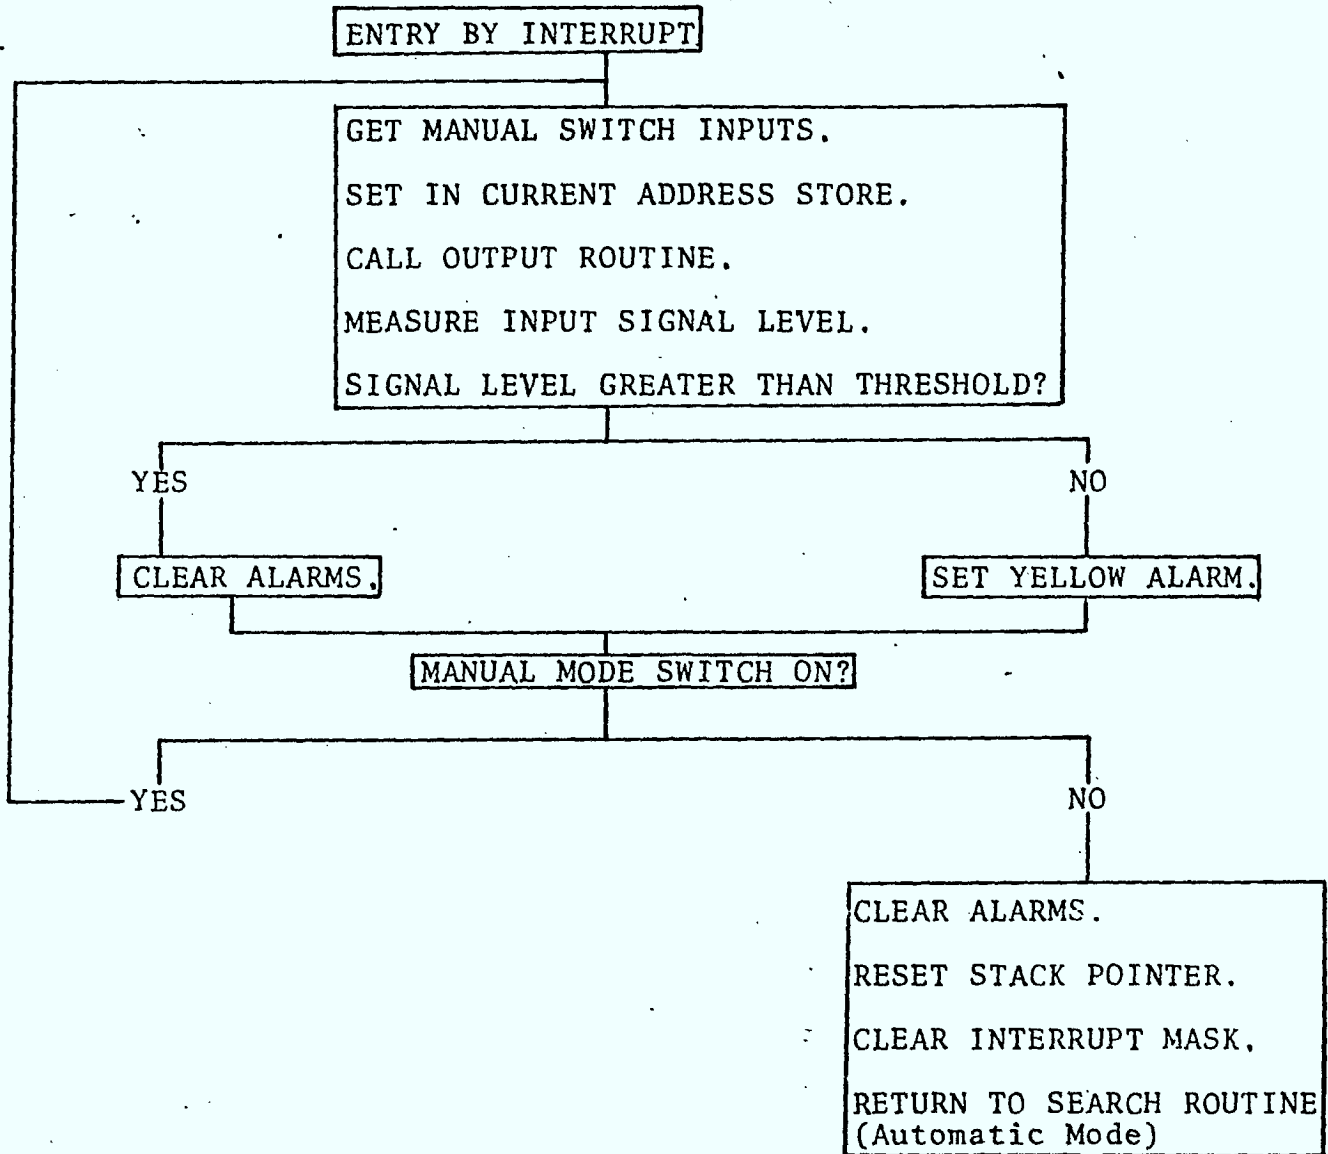 ENTRY BY INTERRUPT
GET MANUAL SWITCH INPUTS.
SET IN CURRENT ADDRESS STORE.
CALL OUTPUT ROUTINE.
MEASURE INPUT SIGNAL LEVEL.
SIGNAL LEVEL GREATER THAN THRESHOLD?
YES
NO
CLEAR ALARMS.
SET YELLOW ALARM.
MANUAL MODE SWITCH ON?
YES
NO
CLEAR ALARMS.
RESET STACK POINTER.
CLEAR INTERRUPT MASK.
RETURN TO SEARCH ROUTINE
(Automatic Mode)